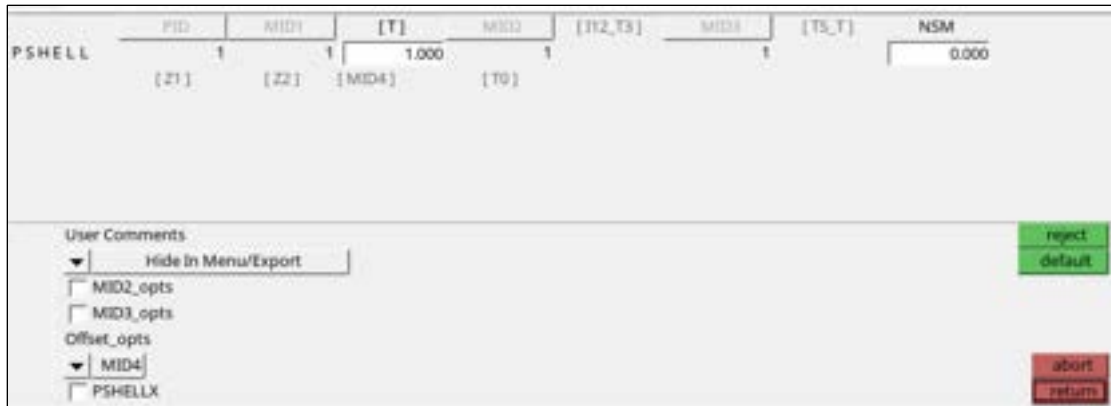 PID MID1 [T] MID2 [I12_T3] MID3 [TS_T] NSM
PSHELL 1 1 1.000 1 1 0.000
[Z1] [Z2] [MID4] [T0]
User Comments reject
Hide In Menu/Export default
MID2_opts
MID3_opts
Offset_opts
MID4 abort
PSHELLX return